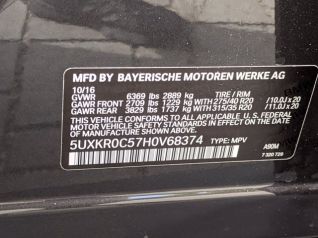 MFD BY BAYERISCHE MOTOREN WERKE AG
10/16
GVWR 6369 lbs 2889 kg TIRE / RIM
GAWR FRONT 2709 lbs 1229 kg WITH 275/40 R20 /10.0J x 20
GAWR REAR 3829 lbs 1737 kg WITH 315/35 R20 /11.0J x 20
THIS VEHICLE CONFORMS TO ALL APPLICABLE
U.S. FEDERAL MOTOR VEHICLE SAFETY STANDARDS
IN EFFECT ON THE DATE OF MANUFACTURE SHOWN ABOVE.
5UXKR0C57H0V68374 TYPE: MPV
A90M
7 320 725